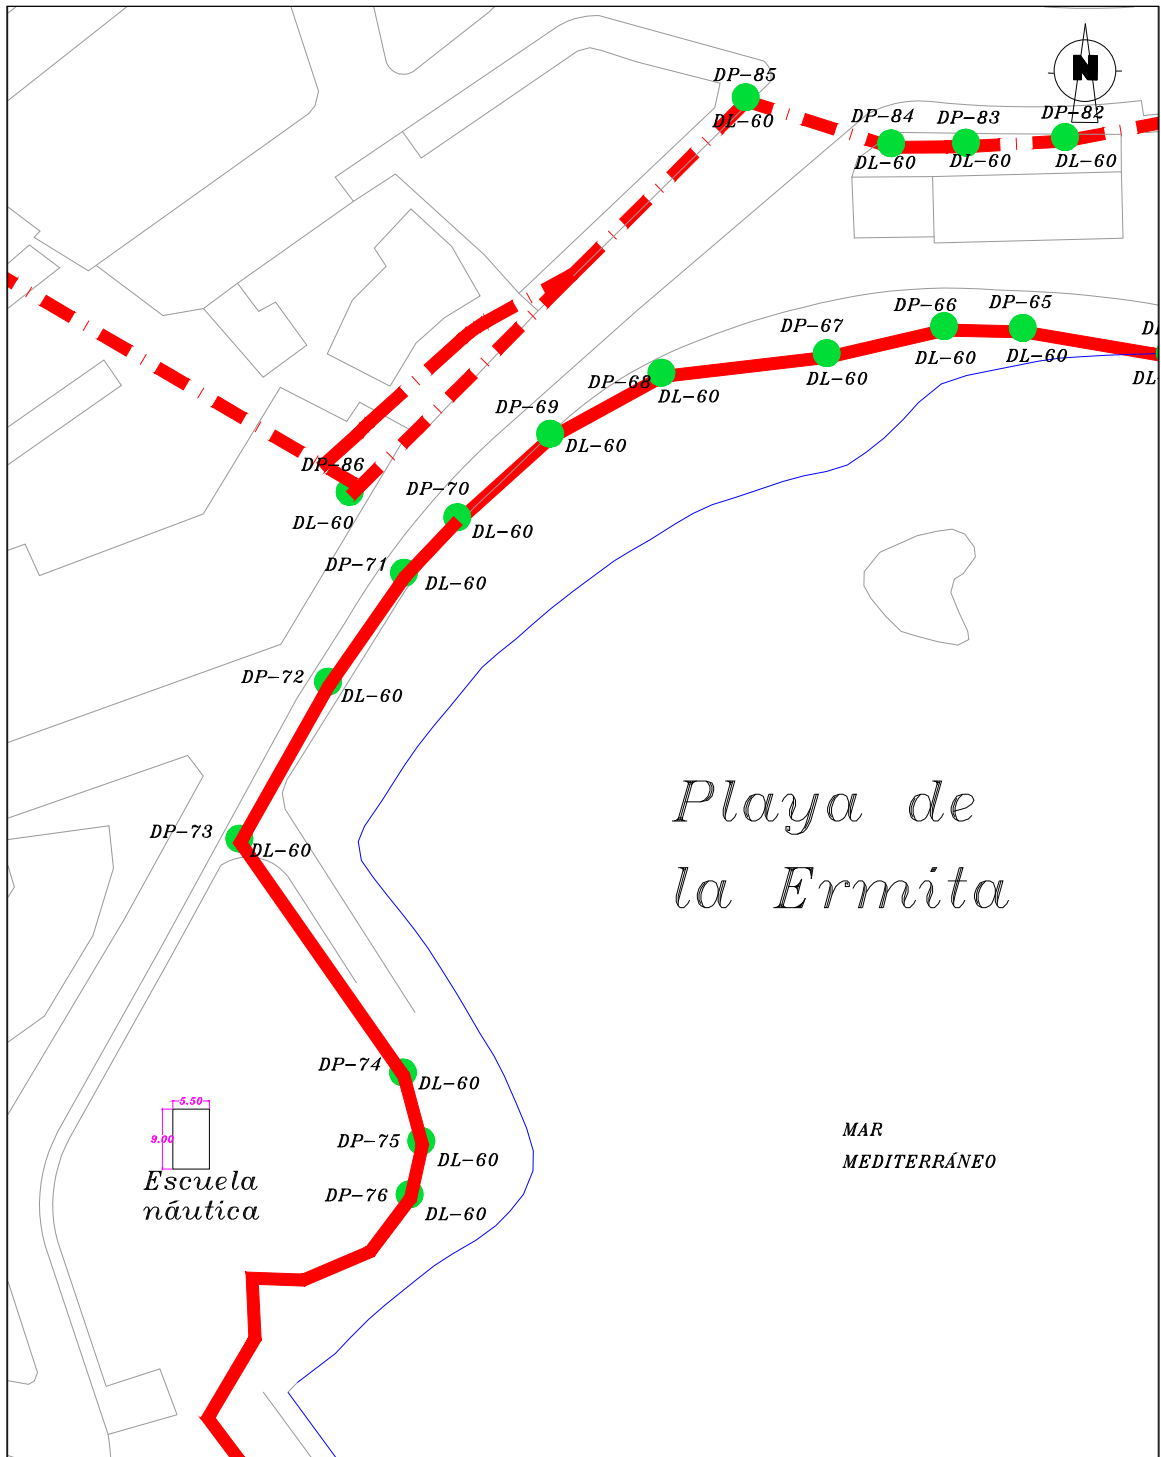 N
DP-85
DL-60
DP-84
DL-60
DP-83
DL-60
DP-82
DL-60
DP-66
DL-60
DP-65
DL-60
DP-67
DL-60
DP-68
DL-60
DP-69
DL-60
DP-86
DL-60
DP-70
DL-60
DP-71
DL-60
DP-72
DL-60
DP-73
DL-60
Playa de
la Ermita
DP-74
DL-60
DP-75
DL-60
DP-76
DL-60
5.50
9.00
Escuela
náutica
MAR
MEDITERRÁNEO